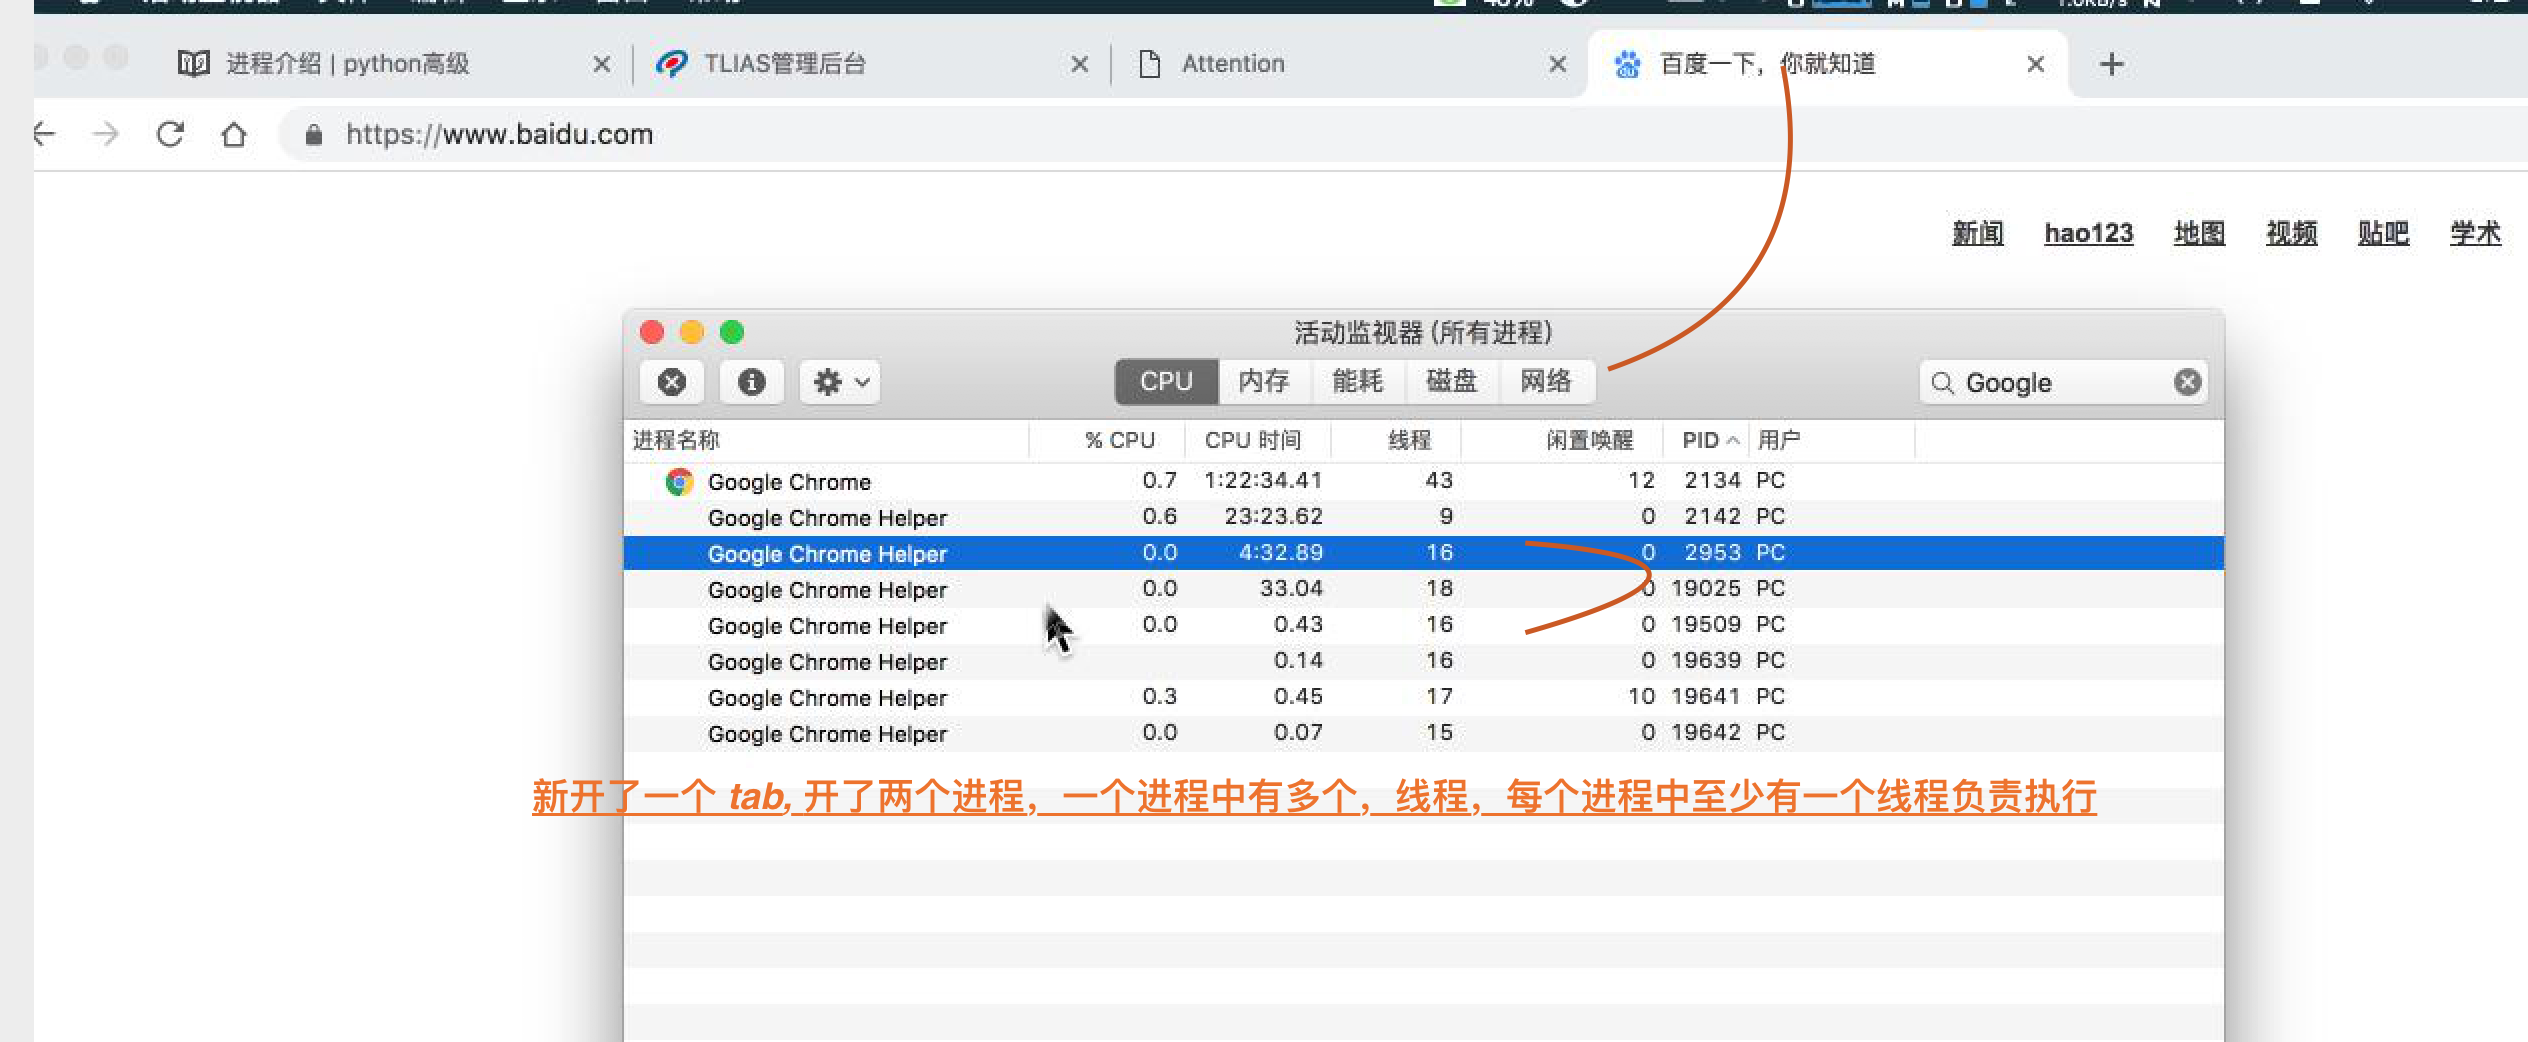 进程介绍 | python高级 TLIAS管理后台 Attention 百度一下，你就知道
https://www.baidu.com
新闻 hao123 地图 视频 贴吧 学术
活动监视器 (所有进程)
CPU 内存 能耗 磁盘 网络 Google
进程名称 % CPU CPU 时间 线程 闲置唤醒 PID 用户
Google Chrome 0.7 1:22:34.41 43 12 2134 PC
Google Chrome Helper 0.6 23:23.62 9 0 2142 PC
Google Chrome Helper 0.0 4:32.89 16 0 2953 PC
Google Chrome Helper 0.0 33.04 18 0 19025 PC
Google Chrome Helper 0.0 0.43 16 0 19509 PC
Google Chrome Helper 0.14 16 0 19639 PC
Google Chrome Helper 0.3 0.45 17 10 19641 PC
Google Chrome Helper 0.0 0.07 15 0 19642 PC
新开了一个 tab, 开了两个进程，一个进程中有多个，线程，每个进程中至少有一个线程负责执行